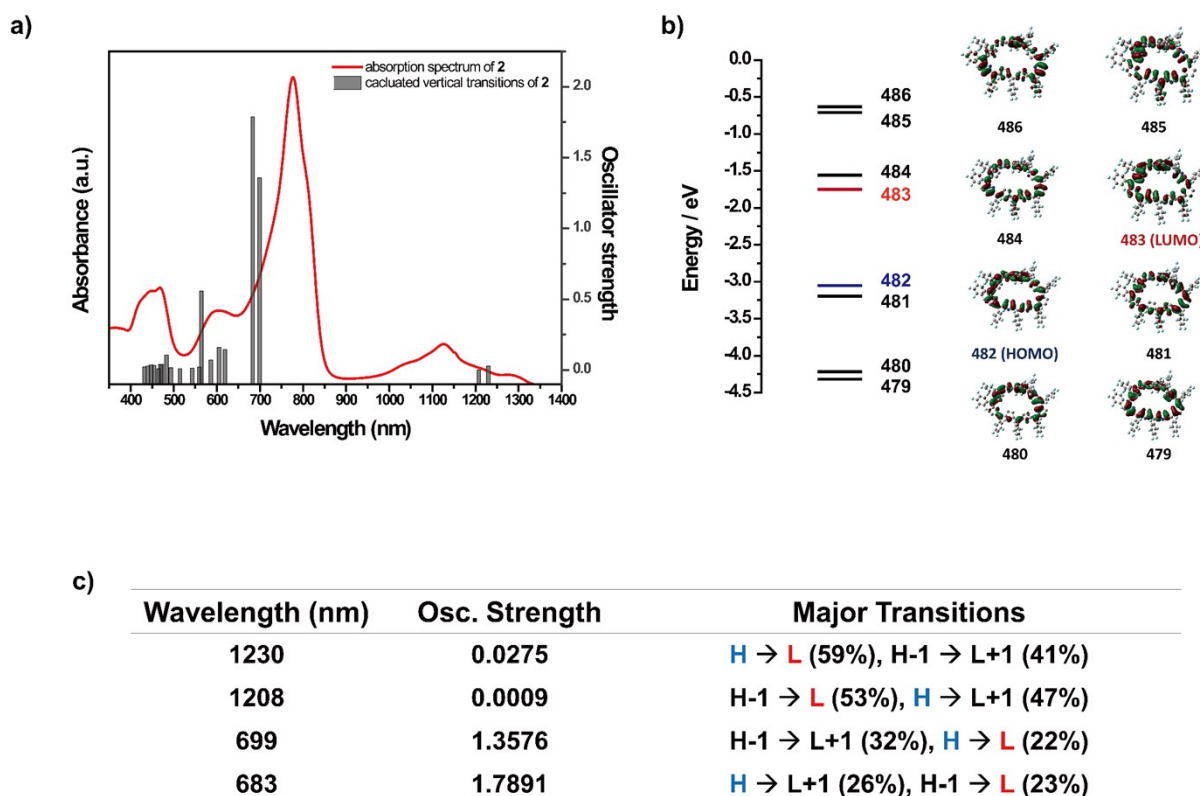 a)
absorption spectrum of 2
cacluated vertical transitions of 2
Absorbance (a.u.)
2.0
1.5
1.0
0.5
0.0
Oscillator strength
400 500 600 700 800 900 1000 1100 1200 1300 1400
Wavelength (nm)
b)
Energy / eV
0.0
-0.5
-1.0
-1.5
-2.0
-2.5
-3.0
-3.5
-4.0
-4.5
486
485
484
483
482
481
480
479
486 485
484 483 (LUMO)
482 (HOMO) 481
480 479
c)
Wavelength (nm) Osc. Strength Major Transitions
1230 0.0275 H → L (59%), H-1 → L+1 (41%)
1208 0.0009 H-1 → L (53%), H → L+1 (47%)
699 1.3576 H-1 → L+1 (32%), H → L (22%)
683 1.7891 H → L+1 (26%), H-1 → L (23%)